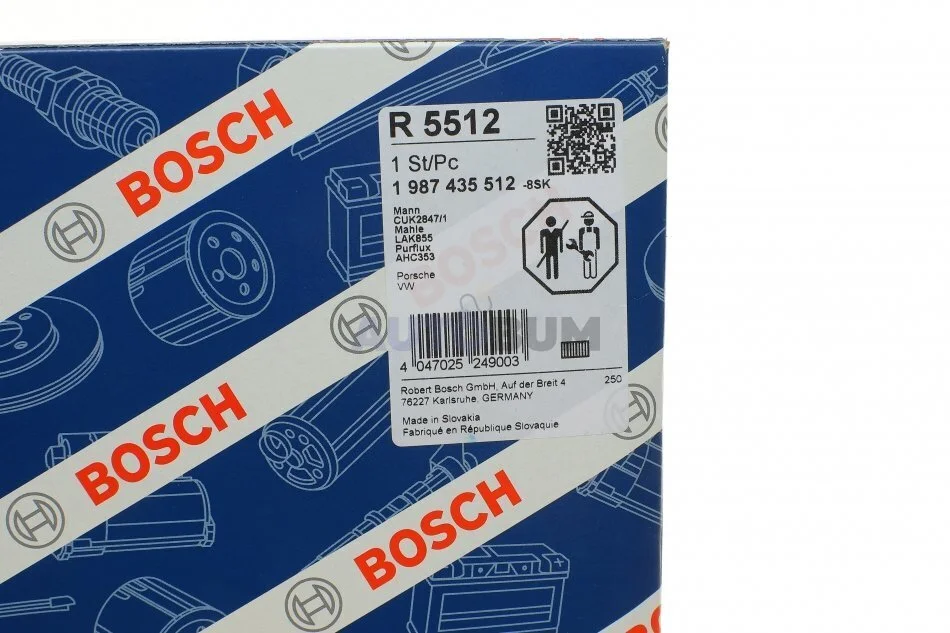 BOSCH
R 5512
1 St/Pc
1 987 435 512 -8SK
Mann
CUK2847/1
Mahle
LAK855
Purflux
AHC353
Porsche
VW
4 047025 249003
Robert Bosch GmbH, Auf der Breit 4 250
76227 Karlsruhe, GERMANY
Made in Slovakia
Fabriqué en République Slovaquie
BOSCH
BOSCH